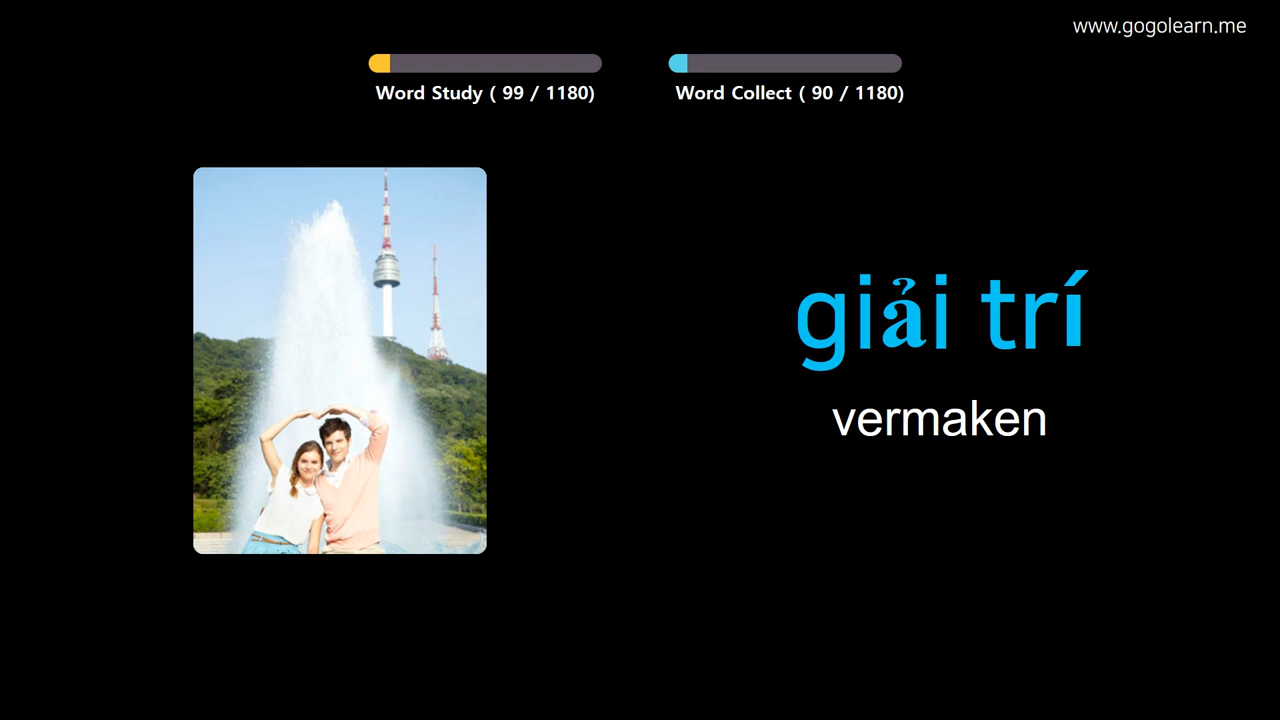 www.gogolearn.me
Word Study ( 99 / 1180)
Word Collect ( 90 / 1180)
giải trí
vermaken